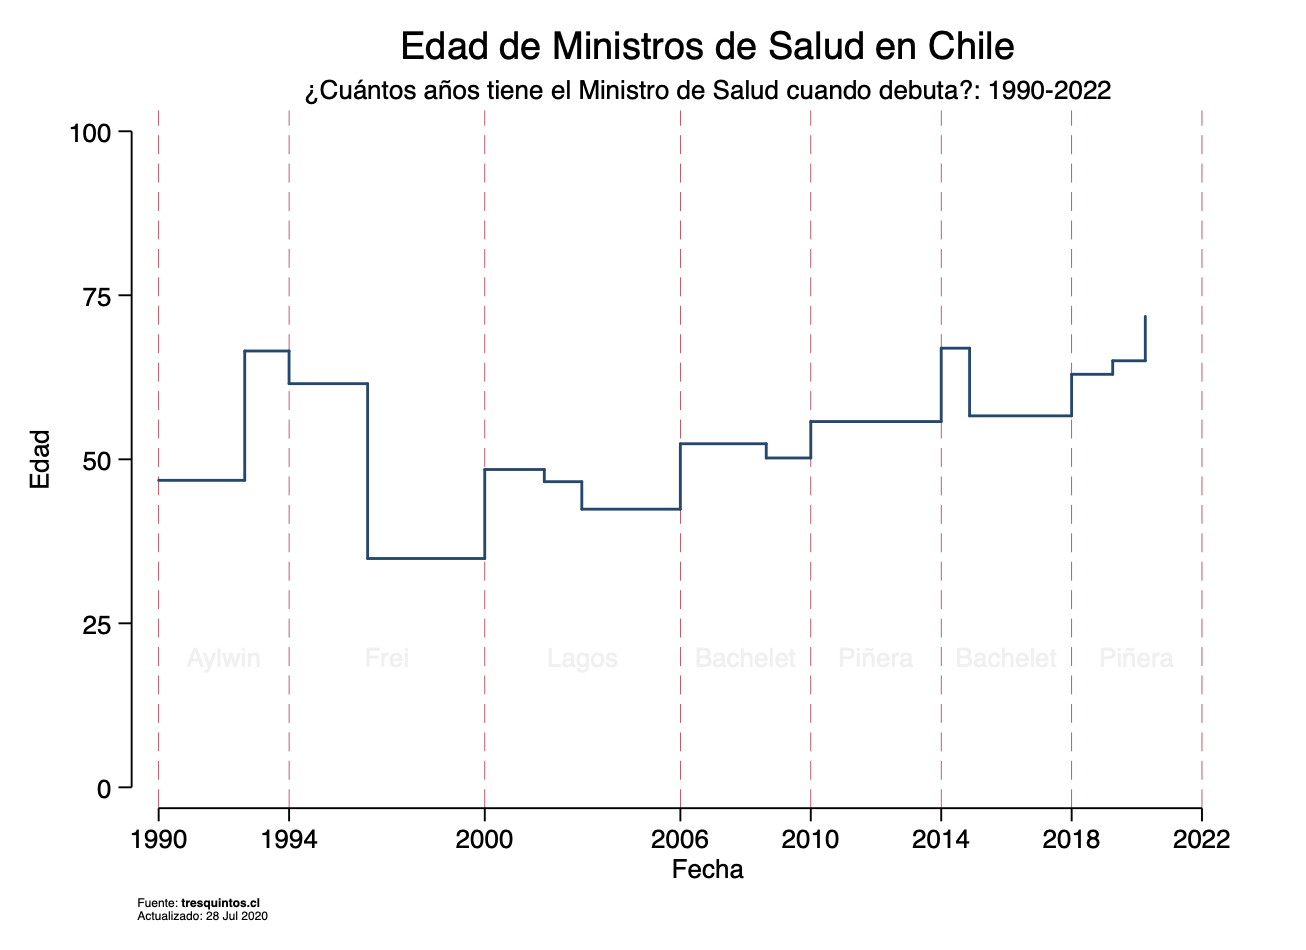 Edad de Ministros de Salud en Chile
¿Cuántos años tiene el Ministro de Salud cuando debuta?: 1990-2022
100
75
50
25
0
Edad
Aylwin
Frei
Lagos
Bachelet
Piñera
Bachelet
Piñera
1990
1994
2000
2006
2010
2014
2018
2022
Fecha
Fuente: tresquintos.cl
Actualizado: 28 Jul 2020